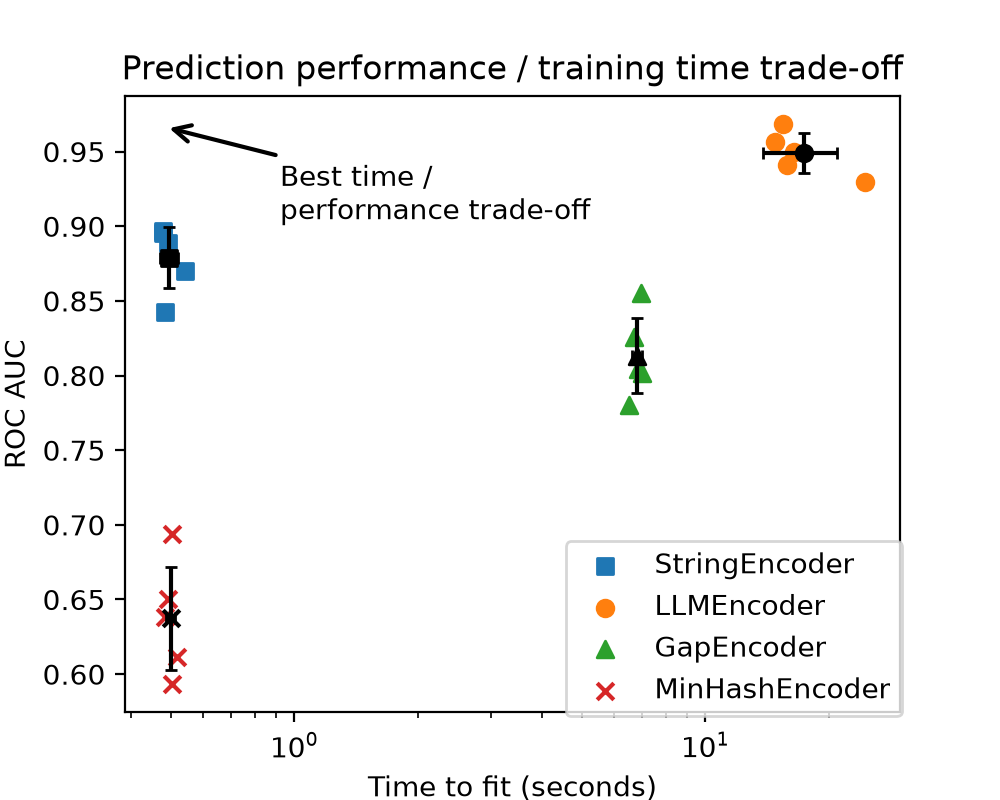 Prediction performance / training time trade-off
Best time /
performance trade-off
ROC AUC
0.95
0.90
0.85
0.80
0.75
0.70
0.65
0.60
StringEncoder
LLMEncoder
GapEncoder
MinHashEncoder
10⁰
10¹
Time to fit (seconds)